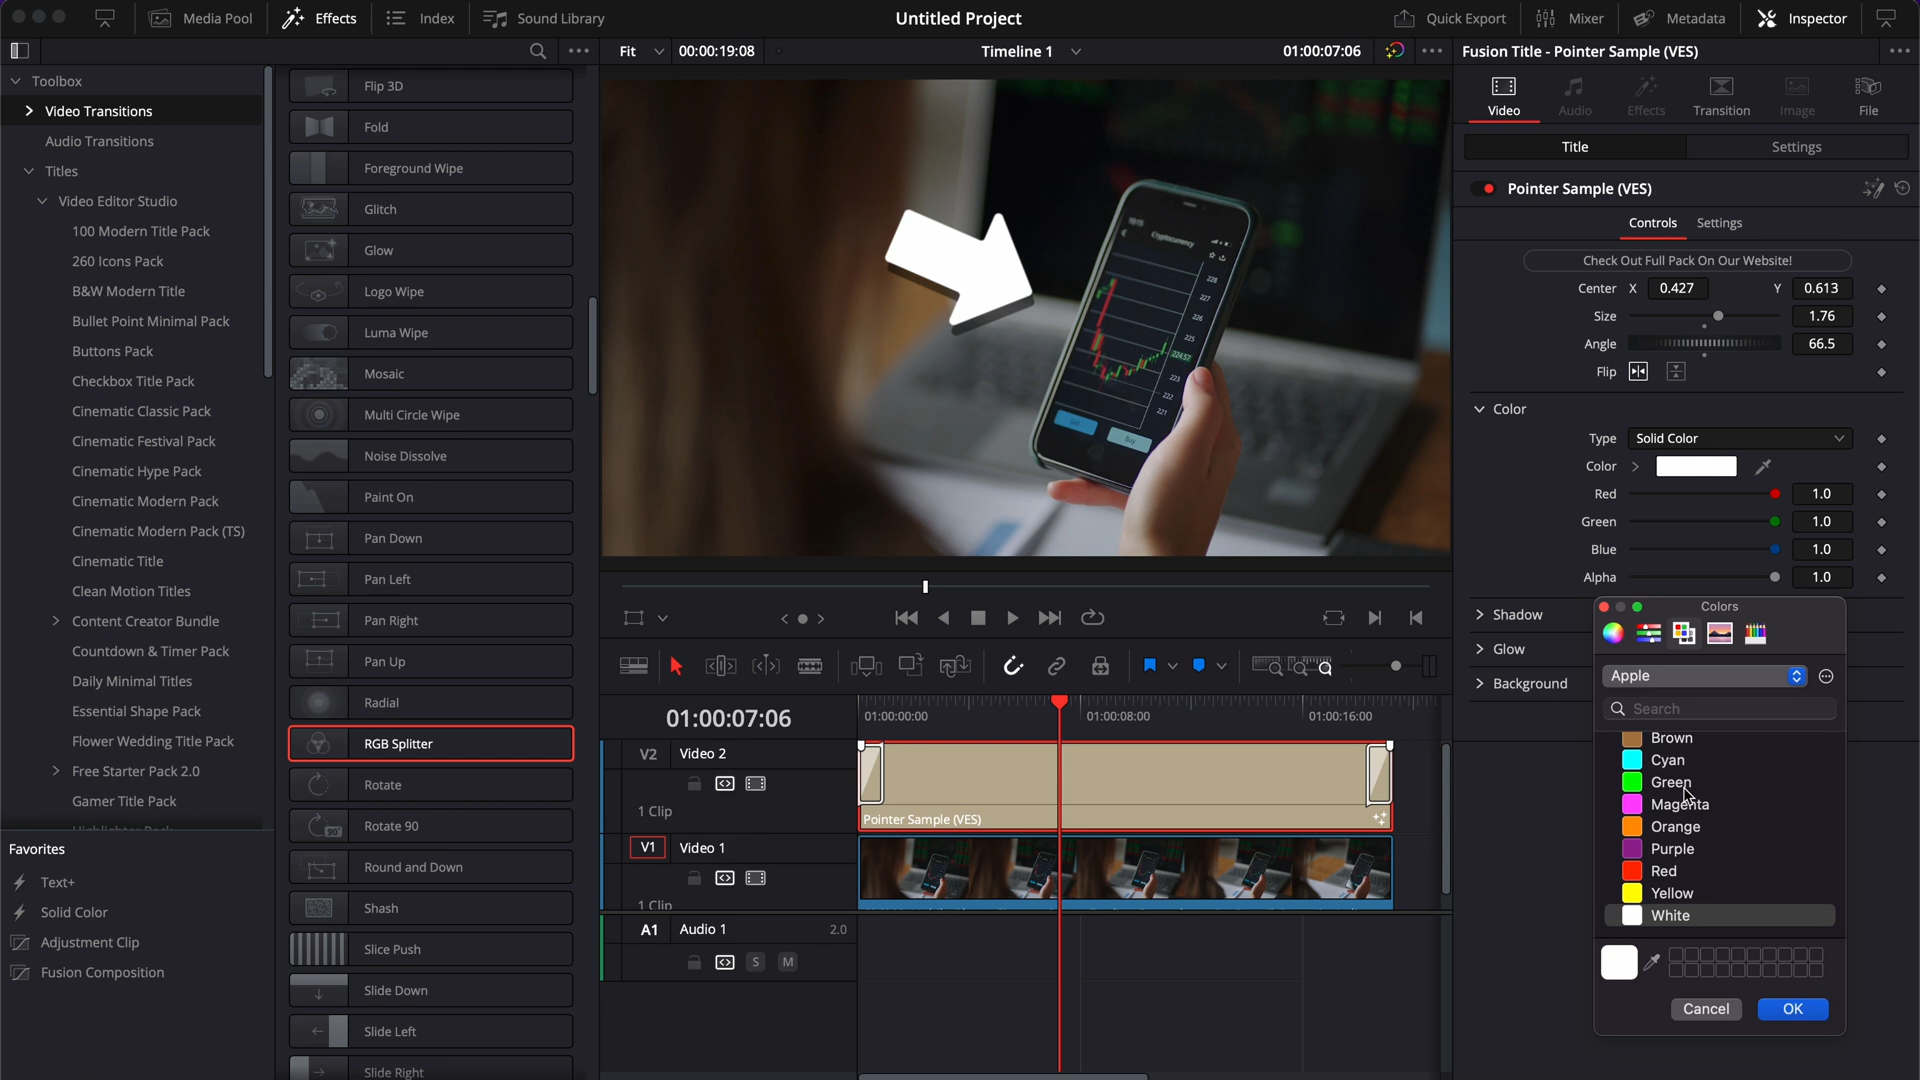 Media Pool
Effects
Index
Sound Library
Untitled Project
Quick Export
Mixer
Metadata
Inspector
Fit
00:00:19:08
Timeline 1
01:00:07:06
Fusion Title - Pointer Sample (VES)
Toolbox
Video Transitions
Audio Transitions
Titles
Video Editor Studio
100 Modern Title Pack
260 Icons Pack
B&W Modern Title
Bullet Point Minimal Pack
Buttons Pack
Checkbox Title Pack
Cinematic Classic Pack
Cinematic Festival Pack
Cinematic Hype Pack
Cinematic Modern Pack
Cinematic Modern Pack (TS)
Cinematic Title
Clean Motion Titles
Content Creator Bundle
Countdown & Timer Pack
Daily Minimal Titles
Essential Shape Pack
Flower Wedding Title Pack
Free Starter Pack 2.0
Gamer Title Pack
Favorites
Text+
Solid Color
Adjustment Clip
Fusion Composition
Flip 3D
Fold
Foreground Wipe
Glitch
Glow
Logo Wipe
Luma Wipe
Mosaic
Multi Circle Wipe
Noise Dissolve
Paint On
Pan Down
Pan Left
Pan Right
Pan Up
Radial
RGB Splitter
Rotate
90°
Rotate 90
Round and Down
Shash
Slice Push
Slide Down
Slide Left
Slide Right
Cryptocurrency
228
227
226
225
224.57
223
222
221
Buy
01:00:07:06
01:00:00:00
01:00:08:00
01:00:16:00
V2 Video 2
1 Clip
Pointer Sample (VES)
V1 Video 1
1 Clip
A1 Audio 1 2.0
S M
Video
Audio
Effects
Transition
Image
File
Title
Settings
Pointer Sample (VES)
Controls
Settings
Check Out Full Pack On Our Website!
Center X 0.427 Y 0.613
Size 1.76
Angle 66.5
Flip
Color
Type Solid Color
Color
Red 1.0
Green 1.0
Blue 1.0
Alpha 1.0
Shadow
Glow
Background
Colors
Apple
Search
Brown
Cyan
Green
Magenta
Orange
Purple
Red
Yellow
White
Cancel
OK